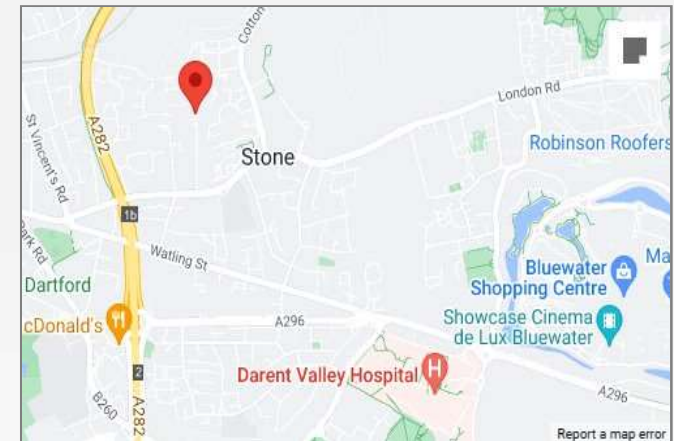 Cotton
London Rd
A282
St Vincent's Rd
Robinson Roofers
Stone
1b
Park Rd
Watling St
Dartford
Bluewater
Shopping Centre
Ma
cDonald's
A296
Showcase Cinema
de Lux Bluewater
2
Darent Valley Hospital
H
B260
A282
A296
Report a map error